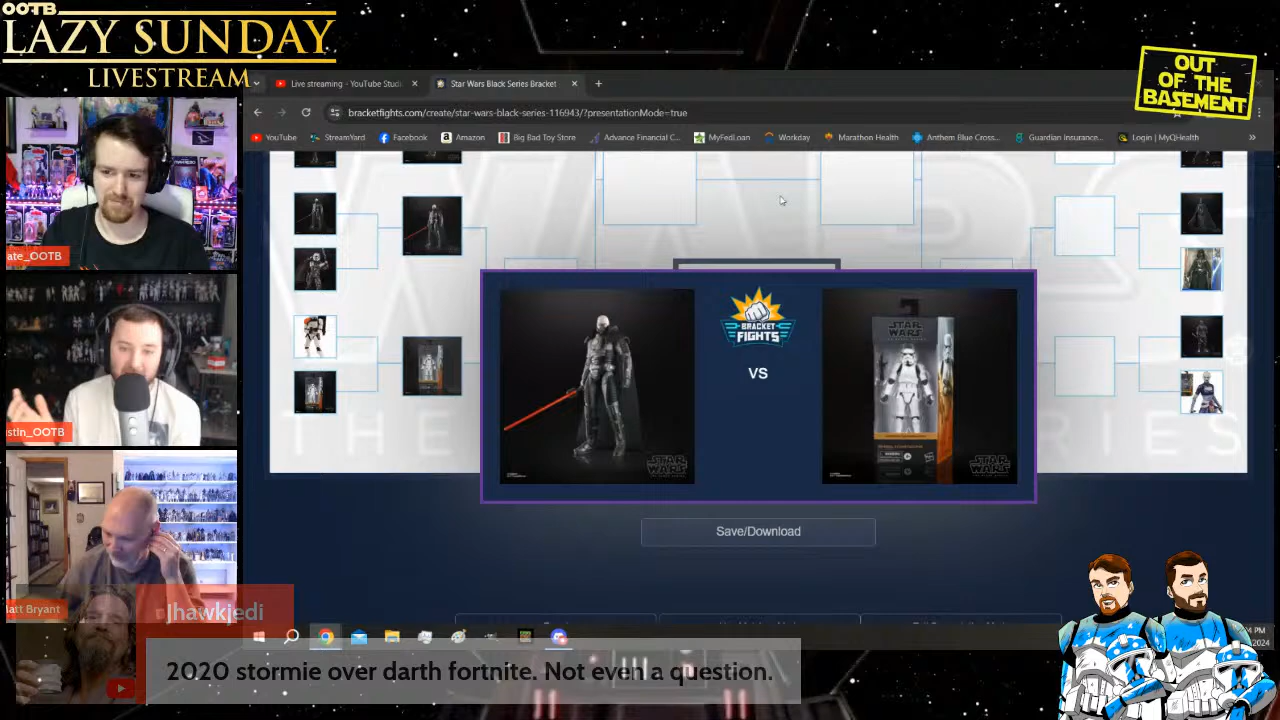 OOTB
LAZY SUNDAY
LIVESTREAM
OUT
OF THE
BASEMENT
Live streaming - YouTube Studi
Star Wars Black Series Bracket
bracketfights.com/create/star-wars-black-series-116943/?presentationMode=true
YouTube
StreamYard
Facebook
Amazon
Big Bad Toy Store
Advance Financial C...
MyFedLoan
Workday
Marathon Health
Anthem Blue Cross...
Guardian Insurance...
Login | MyQHealth
ate_OOTB
stin_OOTB
att Bryant
BRACKET
FIGHTS
VS
STAR
WARS
STAR
WARS
STAR
WARS
Save/Download
Jhawkjedi
2020 stormie over darth fortnite. Not even a question.